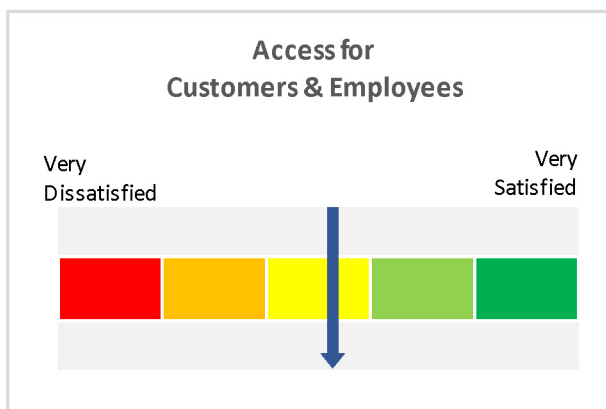 Access for
Customers & Employees
Very
Dissatisfied
Very
Satisfied